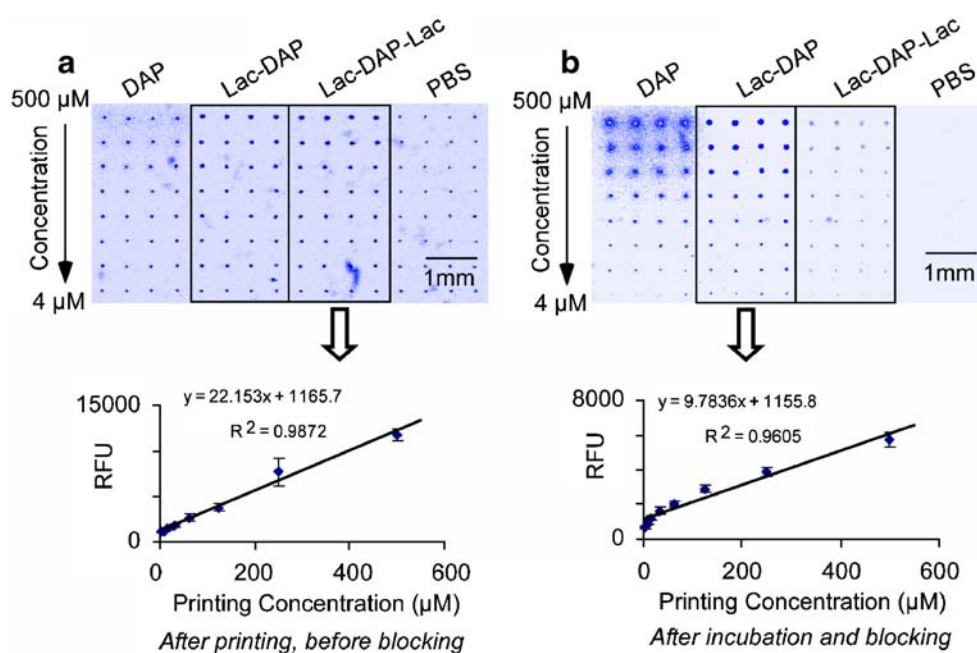 a
DAP
Lac-DAP
Lac-DAP-Lac
PBS
500 µM
Concentration
4 µM
1mm
15000
y = 22.153x + 1165.7
R2 = 0.9872
RFU
0
0 200 400 600
Printing Concentration (µM)
After printing, before blocking
b
DAP
Lac-DAP
Lac-DAP-Lac
PBS
500 µM
Concentration
4 µM
1mm
8000
y = 9.7836x + 1155.8
R2 = 0.9605
RFU
0
0 200 400 600
Printing Concentration (µM)
After incubation and blocking